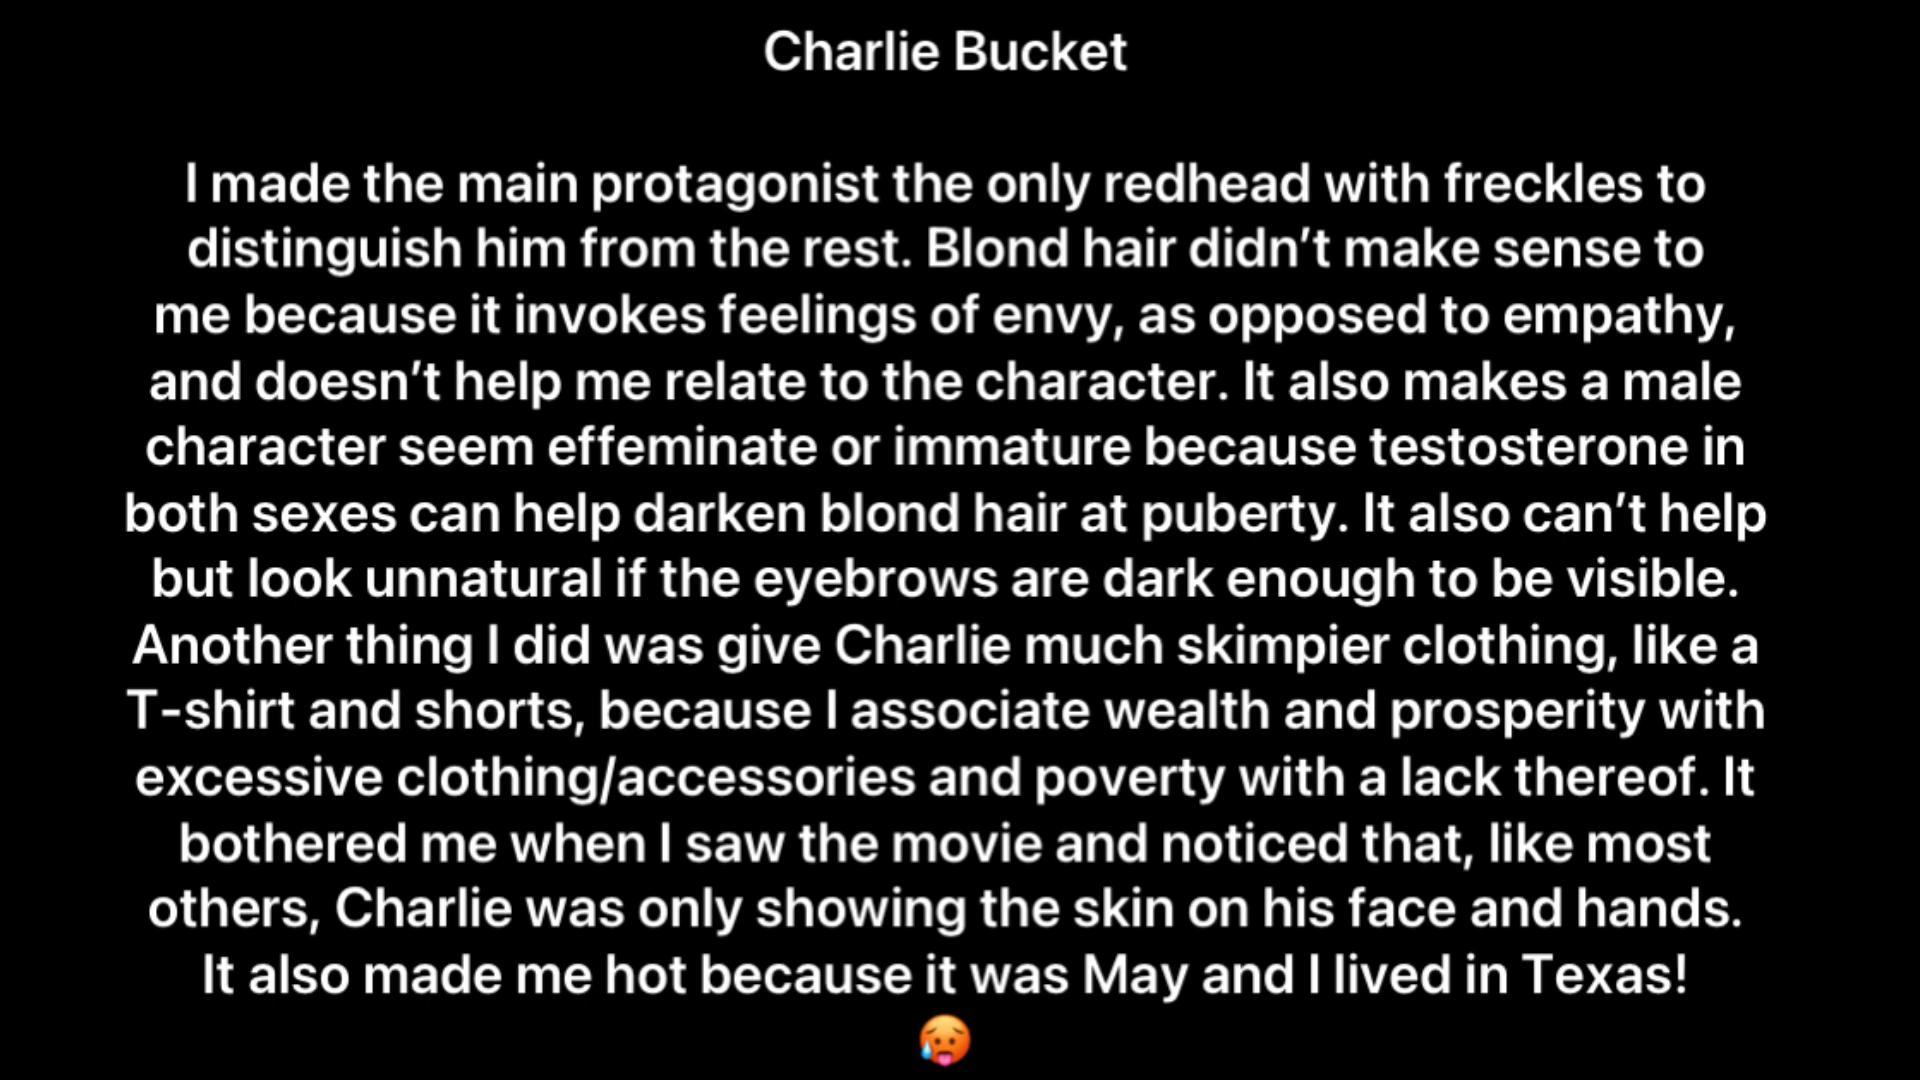 Charlie Bucket
I made the main protagonist the only redhead with freckles to
distinguish him from the rest. Blond hair didn’t make sense to
me because it invokes feelings of envy, as opposed to empathy,
and doesn’t help me relate to the character. It also makes a male
character seem effeminate or immature because testosterone in
both sexes can help darken blond hair at puberty. It also can’t help
but look unnatural if the eyebrows are dark enough to be visible.
Another thing I did was give Charlie much skimpier clothing, like a
T-shirt and shorts, because I associate wealth and prosperity with
excessive clothing/accessories and poverty with a lack thereof. It
bothered me when I saw the movie and noticed that, like most
others, Charlie was only showing the skin on his face and hands.
It also made me hot because it was May and I lived in Texas!
🥵